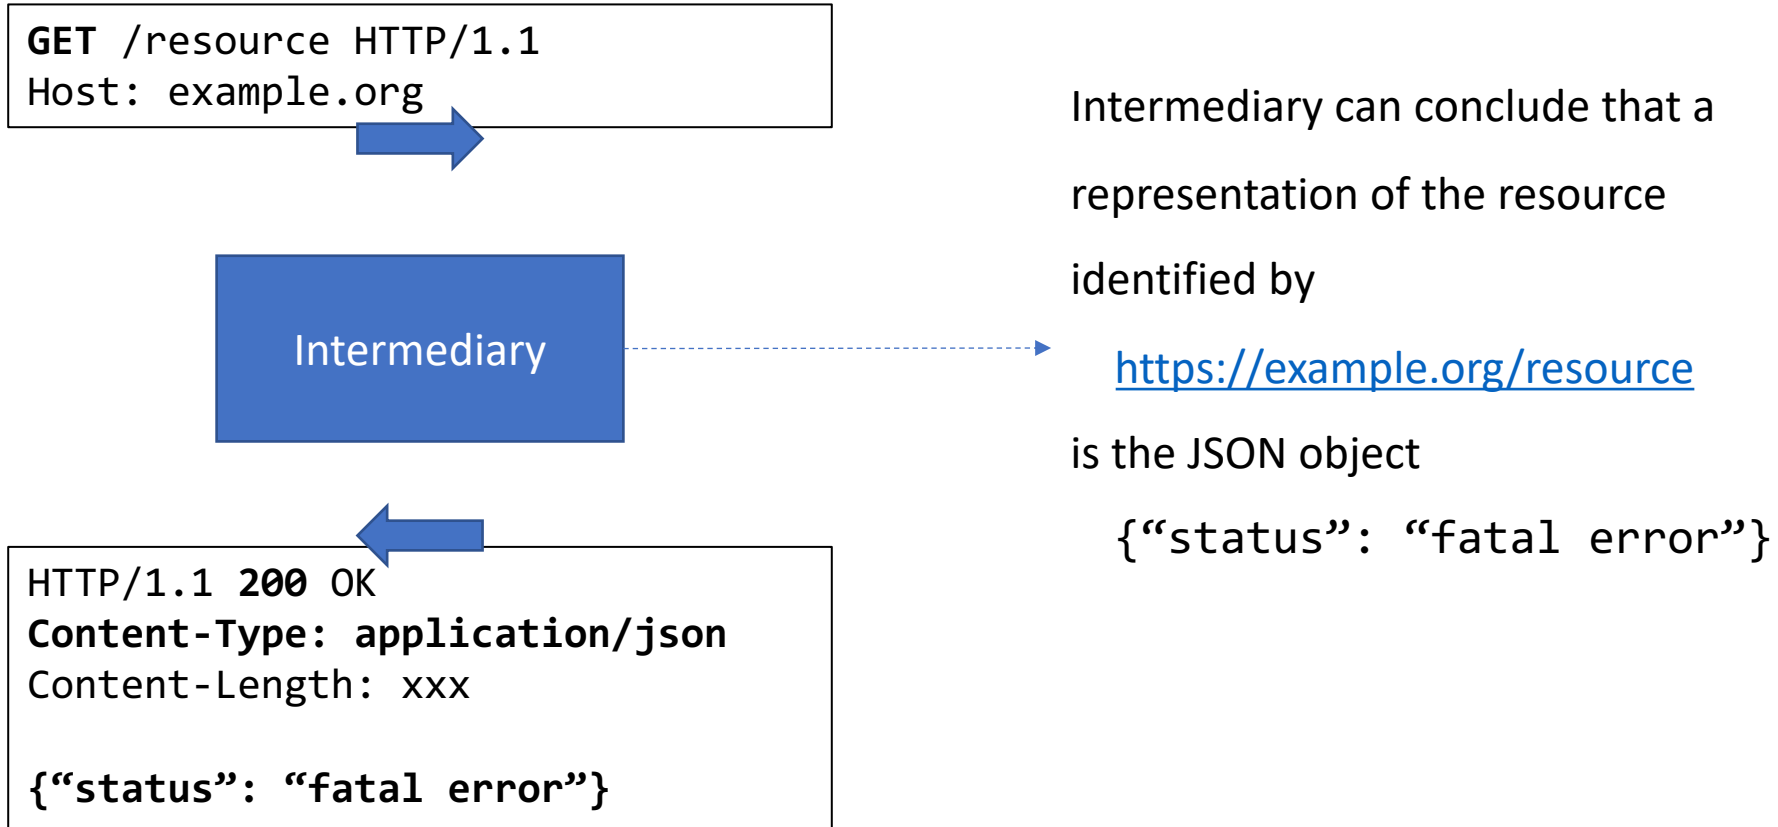 GET /resource HTTP/1.1
Host: example.org
Intermediary
HTTP/1.1 200 OK
Content-Type: application/json
Content-Length: xxx
{“status”: “fatal error”}
Intermediary can conclude that a
representation of the resource
identified by
https://example.org/resource
is the JSON object
{“status”: “fatal error”}